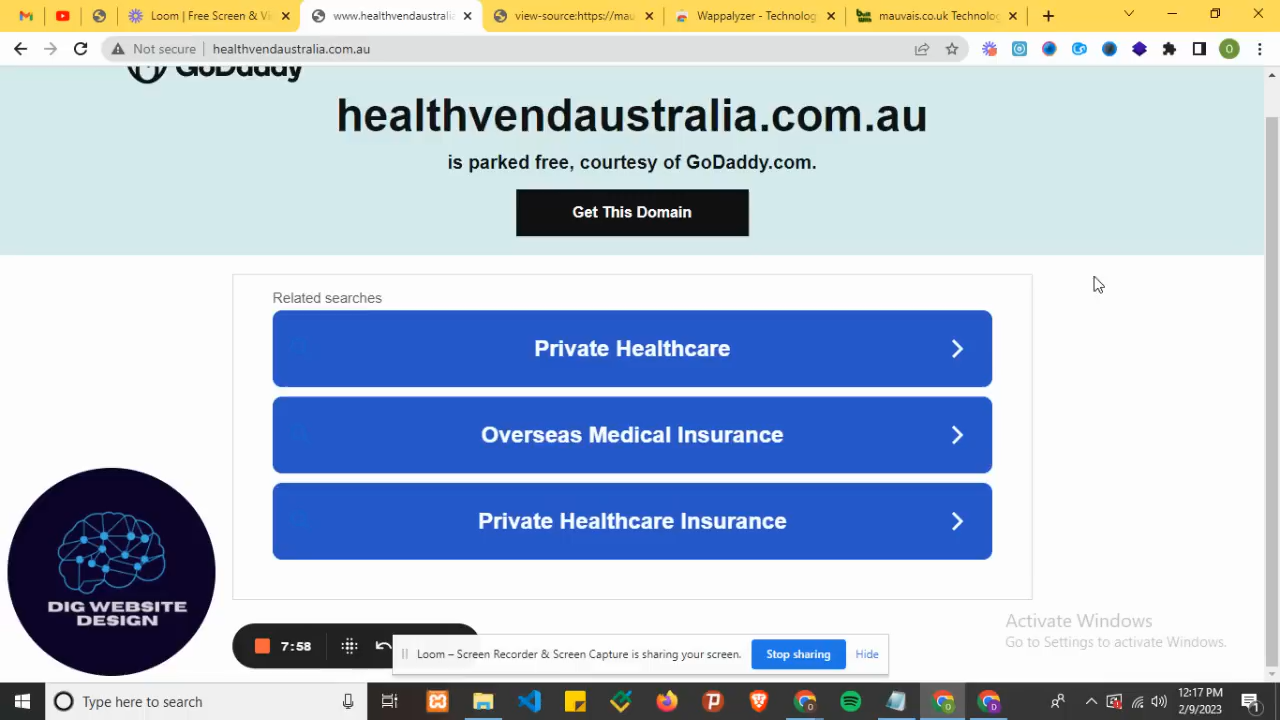 Loom | Free Screen & Vi
www.healthvendaustrali
view-source:https://mau
Wappalyzer - Technolog
mauvais.co.uk Technolo
Not secure
healthvendaustralia.com.au
O
GoDaddy
healthvendaustralia.com.au
is parked free, courtesy of GoDaddy.com.
Get This Domain
Related searches
Private Healthcare
Overseas Medical Insurance
Private Healthcare Insurance
DIG WEBSITE
DESIGN
7:58
Loom – Screen Recorder & Screen Capture is sharing your screen.
Stop sharing
Hide
Activate Windows
Go to Settings to activate Windows.
Type here to search
12:17 PM
2/9/2023
1